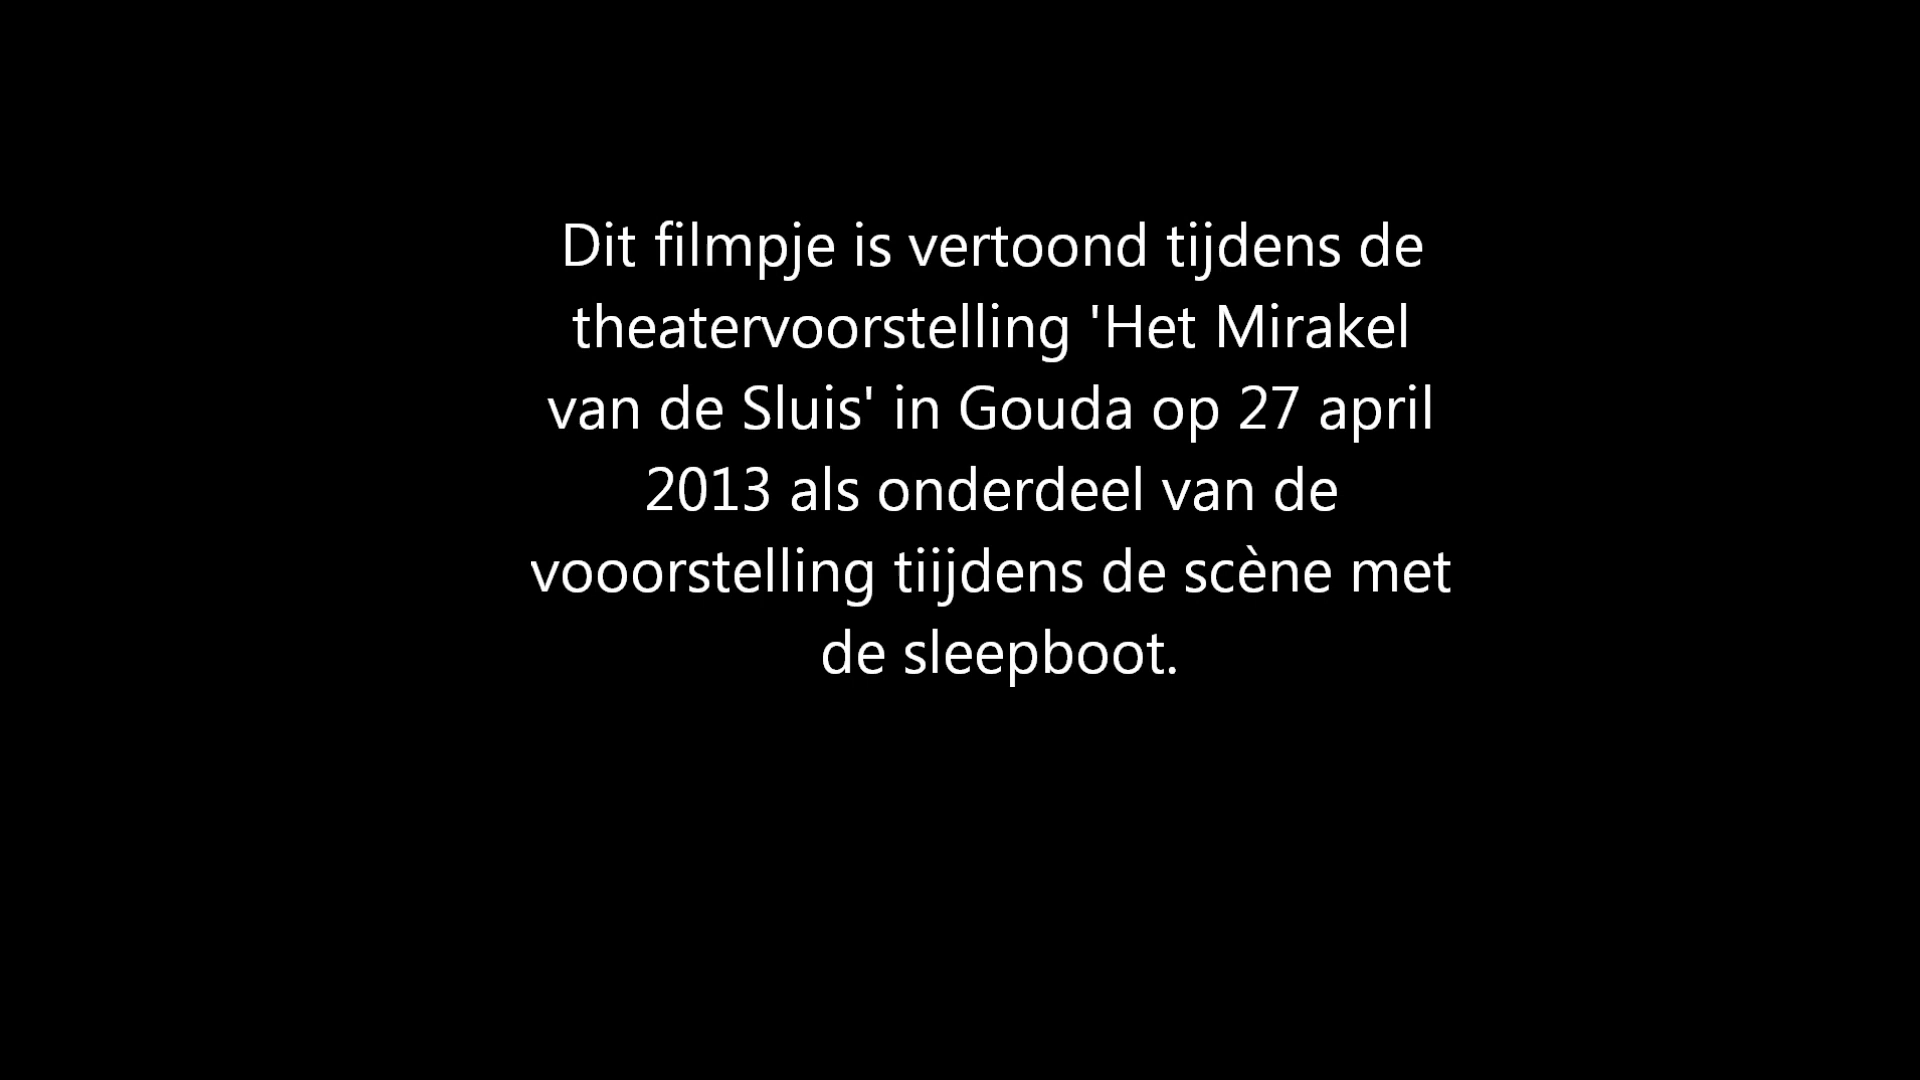 Dit filmpje is vertoond tijdens de
theatervoorstelling 'Het Mirakel
van de Sluis' in Gouda op 27 april
2013 als onderdeel van de
vooorstelling tiijdens de scène met
de sleepboot.